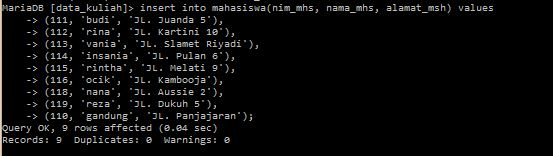 MariaDB [data_kuliah]> insert into mahasiswa(nim_mhs, nama_mhs, alamat_msh) values
-> (111, 'budi', 'JL. Juanda 5'),
-> (112, 'rina', 'JL. Kartini 10'),
-> (113, 'vania', 'JL. Slamet Riyadi'),
-> (114, 'insania', 'JL. Pulan 6'),
-> (115, 'rintha', 'JL. Melati 9'),
-> (116, 'ocik', 'JL. Kambooja'),
-> (118, 'nana', 'JL. Aussie 2'),
-> (119, 'reza', 'JL. Dukuh 5'),
-> (110, 'gandung', 'JL. Panjajaran');
Query OK, 9 rows affected (0.04 sec)
Records: 9  Duplicates: 0  Warnings: 0